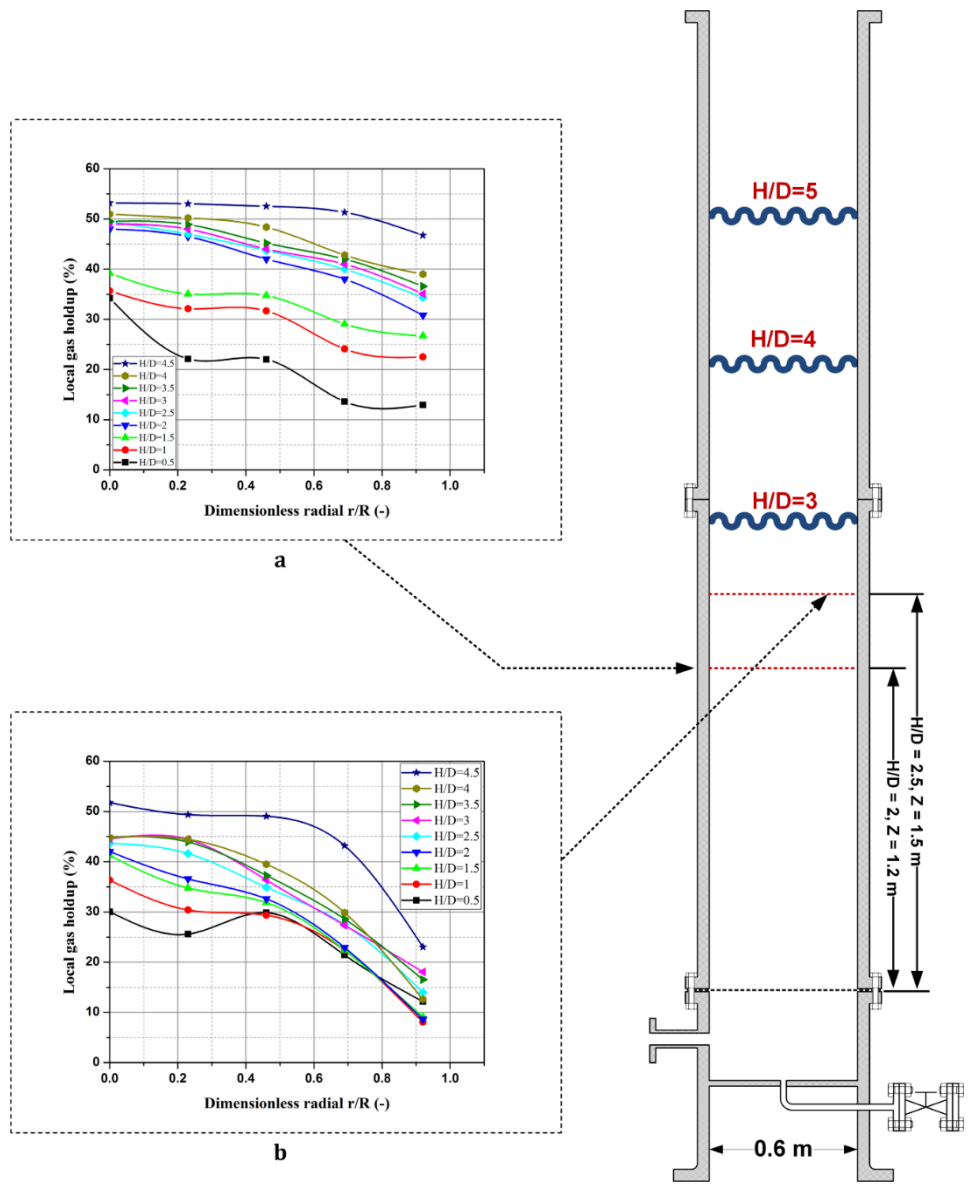 60
50
40
30
20
10
0
Local gas holdup (%)
H/D=4.5
H/D=4
H/D=3.5
H/D=3
H/D=2.5
H/D=2
H/D=1.5
H/D=1
H/D=0.5
0.0 0.2 0.4 0.6 0.8 1.0
Dimensionless radial r/R (-)
a
60
50
40
30
20
10
0
Local gas holdup (%)
H/D=4.5
H/D=4
H/D=3.5
H/D=3
H/D=2.5
H/D=2
H/D=1.5
H/D=1
H/D=0.5
0.0 0.2 0.4 0.6 0.8 1.0
Dimensionless radial r/R (-)
b
H/D=5
H/D=4
H/D=3
H/D = 2.5, Z = 1.5 m
H/D = 2, Z = 1.2 m
0.6 m